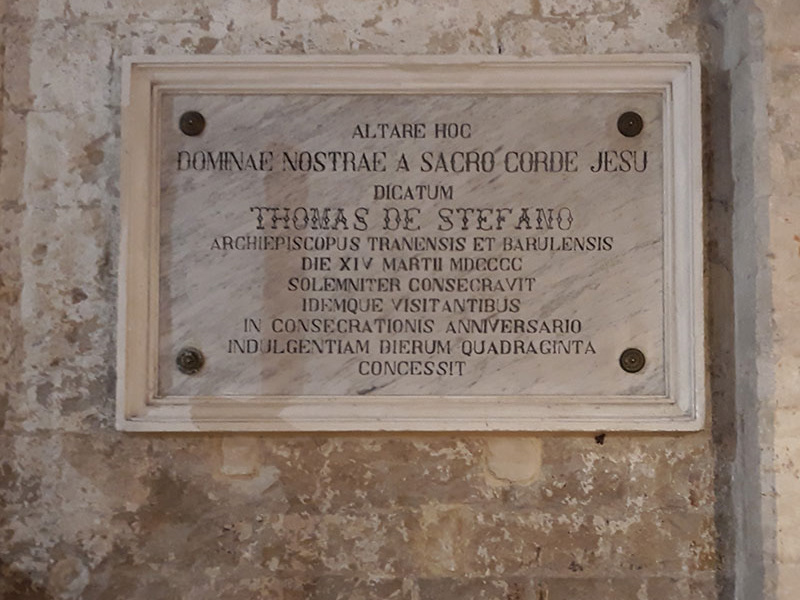 ALTARE HOC
DOMINAE NOSTRAE A SACRO CORDE JESU
DICATUM
THOMAS DE STEFANO
ARCHIEPISCOPUS TRANENSIS ET BARULENSIS
DIE XIV MARTII MDCCCC
SOLEMNITER CONSECRAVIT
IDEMQUE VISITANTIBUS
IN CONSECRATIONIS ANNIVERSARIO
INDULGENTIAM DIERUM QUADRAGINTA
CONCESSIT